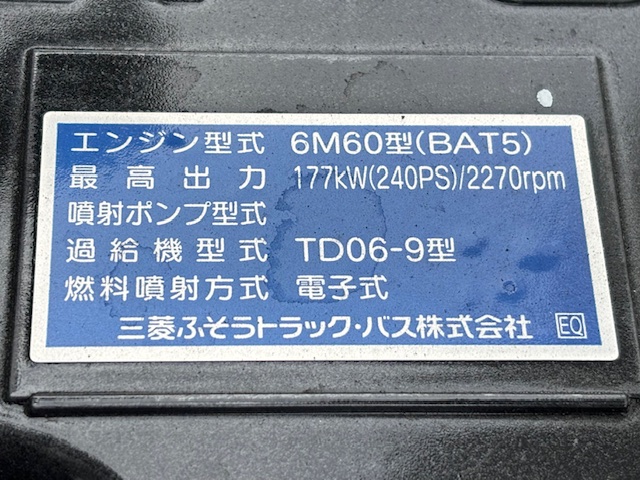 エンジン型式 6M60型(BAT5)
最高出力 177kW(240PS)/2270rpm
噴射ポンプ型式
過給機型式 TD06-9型
燃料噴射方式 電子式
三菱ふそうトラック・バス株式会社 EQ